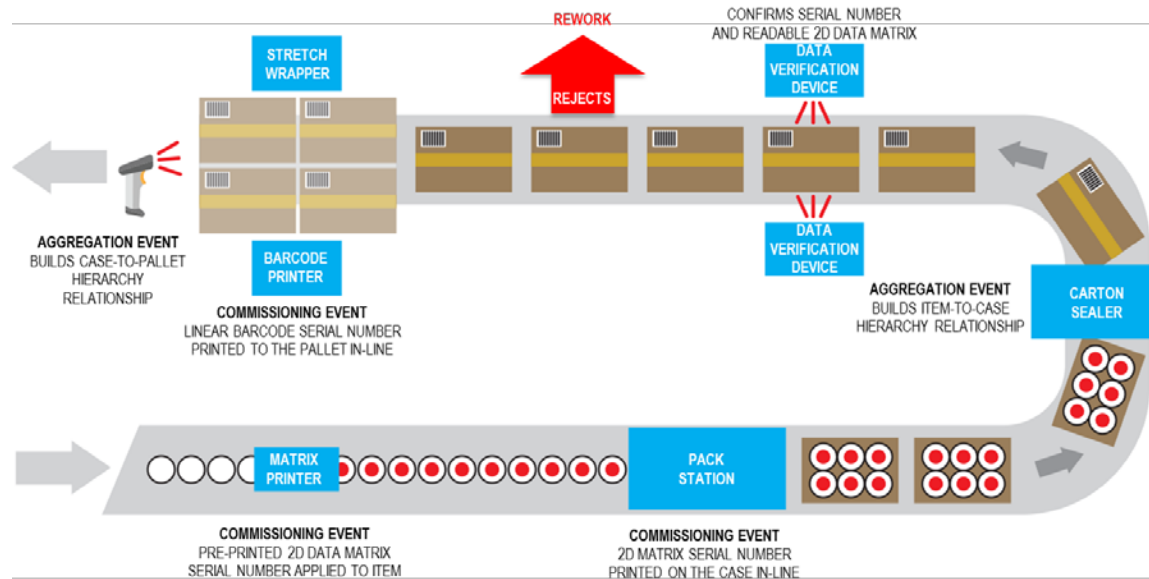 REWORK
REJECTS
CONFIRMS SERIAL NUMBER
AND READABLE 2D DATA MATRIX
DATA
VERIFICATION
DEVICE
STRETCH
WRAPPER
BARCODE
PRINTER
COMMISSIONING EVENT
LINEAR BARCODE SERIAL NUMBER
PRINTED TO THE PALLET IN-LINE
AGGREGATION EVENT
BUILDS CASE-TO-PALLET
HIERARCHY
RELATIONSHIP
DATA
VERIFICATION
DEVICE
AGGREGATION EVENT
BUILDS ITEM-TO-CASE
HIERARCHY RELATIONSHIP
CARTON
SEALER
MATRIX
PRINTER
PACK
STATION
COMMISSIONING EVENT
PRE-PRINTED 2D DATA MATRIX
SERIAL NUMBER APPLIED TO ITEM
COMMISSIONING EVENT
2D MATRIX SERIAL NUMBER
PRINTED ON THE CASE IN-LINE